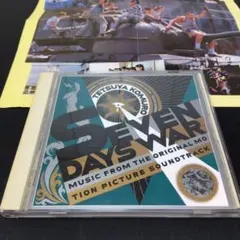 TETSUYA KOMURO
SEVEN
DAYS WAR
MUSIC FROM THE ORIGINAL MO
TION PICTURE SOUNDTRACK